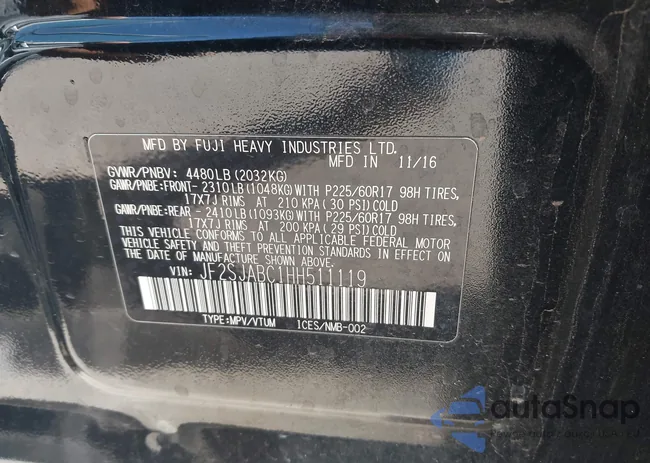 MFD BY FUJI HEAVY INDUSTRIES LTD.
MFD IN 11/16
GVWR/PNBV: 4480LB (2032KG)
GAWR/PNBE:FRONT- 2310LB (1048KG) WITH P225/60R17 98H TIRES,
17X7J RIMS AT 210 KPA (30 PSI) COLD
GAWR/PNBE:REAR - 2410LB (1093KG) WITH P225/60R17 98H TIRES,
17X7J RIMS AT 200 KPA (29 PSI) COLD
THIS VEHICLE CONFORMS TO ALL APPLICABLE FEDERAL MOTOR
VEHICLE SAFETY AND THEFT PREVENTION STANDARDS IN EFFECT ON
THE DATE OF MANUFACTURE SHOWN ABOVE.
VIN: JF2SJABC1HH511119
TYPE:MPV/VTUM ICES/NMB-002
autoSnap